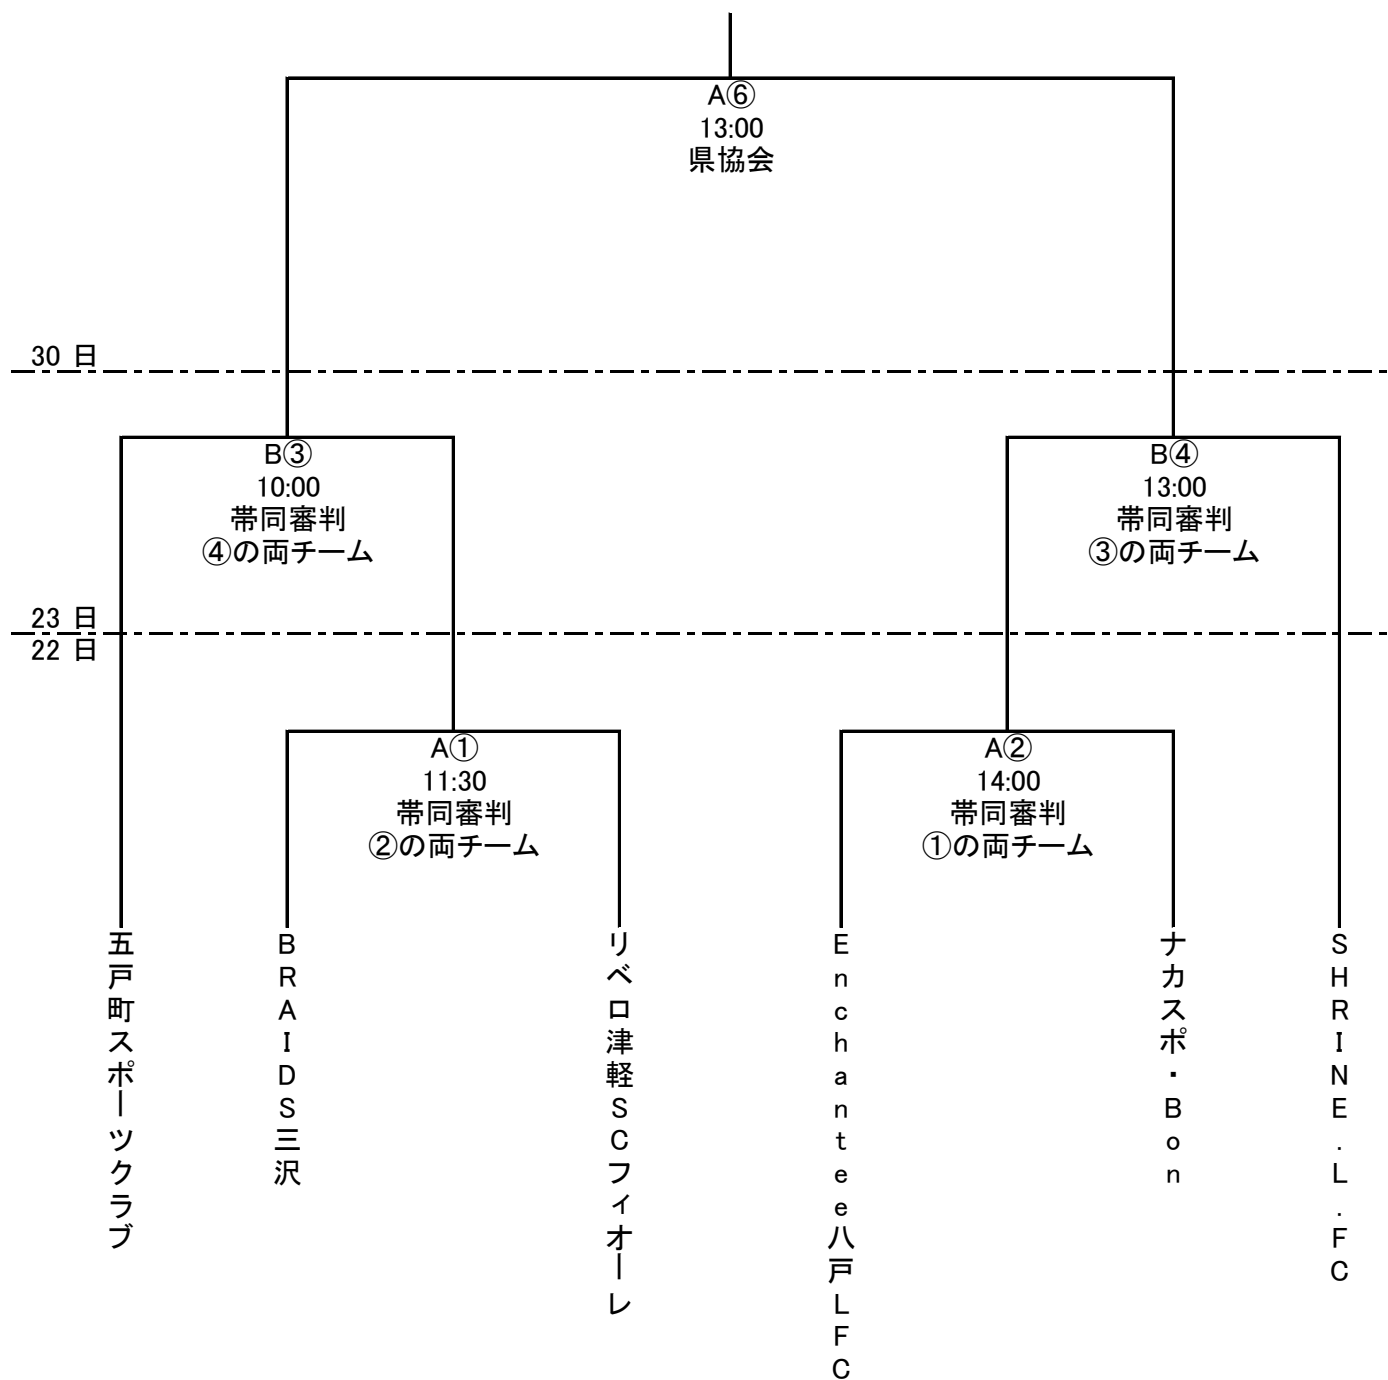 A⑥
13:00
県協会
30 日
B③
10:00
帯同審判
④の両チーム
B④
13:00
帯同審判
③の両チーム
23 日
22 日
A①
11:30
帯同審判
②の両チーム
A②
14:00
帯同審判
①の両チーム
五戸町スポーツクラブ
BRAIDS三沢
リベロ津軽SCフィオーレ
Enchantee八戸LFC
ナカスポ・Bon
SHRINE.L.FC